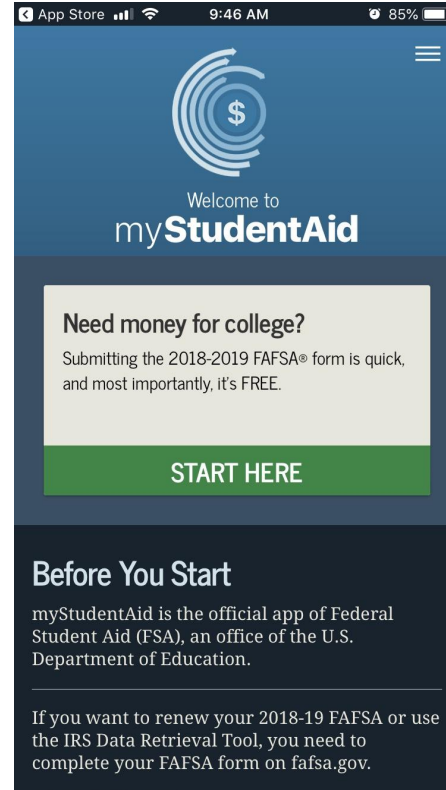 App Store 9:46 AM 85%
$
Welcome to
myStudentAid
Need money for college?
Submitting the 2018-2019 FAFSA® form is quick,
and most importantly, it's FREE.
START HERE
Before You Start
myStudentAid is the official app of Federal
Student Aid (FSA), an office of the U.S.
Department of Education.
If you want to renew your 2018-19 FAFSA or use
the IRS Data Retrieval Tool, you need to
complete your FAFSA form on fafsa.gov.